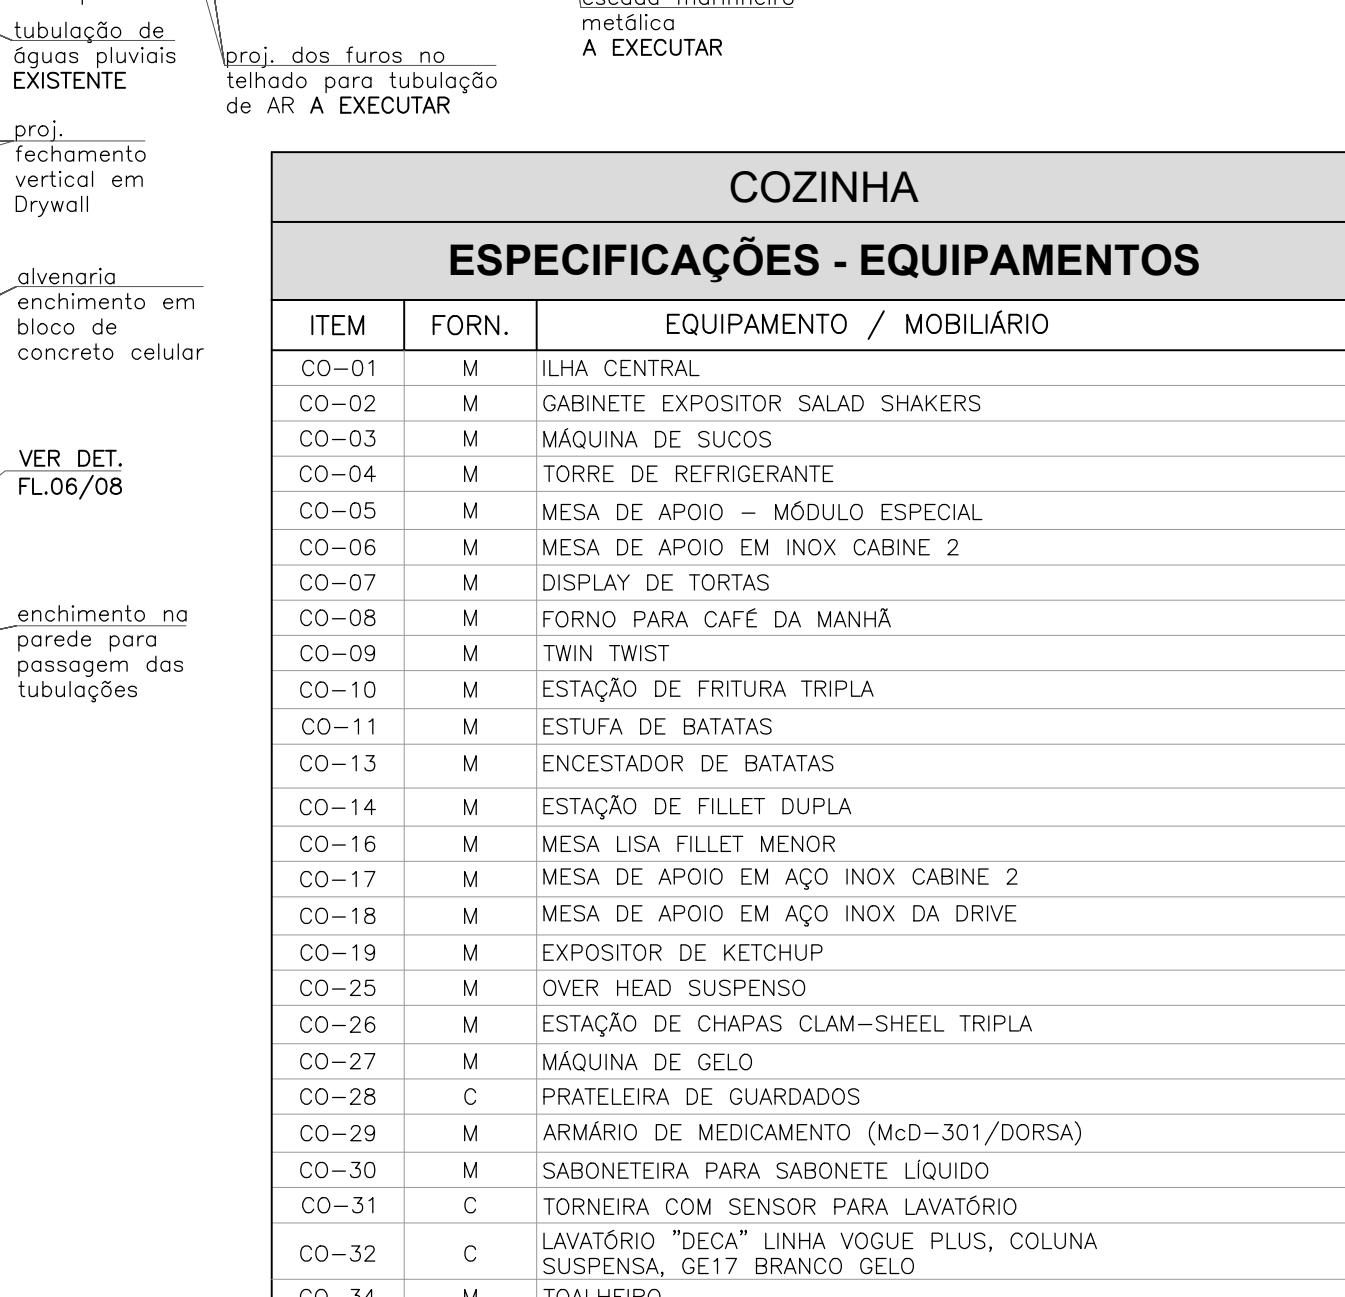 tubulação de
águas pluviais
EXISTENTE
proj. dos furos no
telhado para tubulação
de AR A EXECUTAR
escada marinheiro
metálica
A EXECUTAR
proj.
fechamento
vertical em
Drywall
alvenaria
enchimento em
bloco de
concreto celular
VER DET.
FL.06/08
enchimento na
parede para
passagem das
tubulações
COZINHA
ESPECIFICAÇÕES - EQUIPAMENTOS
ITEM FORN. EQUIPAMENTO / MOBILIÁRIO
CO-01 M ILHA CENTRAL
CO-02 M GABINETE EXPOSITOR SALAD SHAKERS
CO-03 M MÁQUINA DE SUCOS
CO-04 M TORRE DE REFRIGERANTE
CO-05 M MESA DE APOIO - MÓDULO ESPECIAL
CO-06 M MESA DE APOIO EM INOX CABINE 2
CO-07 M DISPLAY DE TORTAS
CO-08 M FORNO PARA CAFÉ DA MANHÃ
CO-09 M TWIN TWIST
CO-10 M ESTAÇÃO DE FRITURA TRIPLA
CO-11 M ESTUFA DE BATATAS
CO-13 M ENCESTADOR DE BATATAS
CO-14 M ESTAÇÃO DE FILLET DUPLA
CO-16 M MESA LISA FILLET MENOR
CO-17 M MESA DE APOIO EM AÇO INOX CABINE 2
CO-18 M MESA DE APOIO EM AÇO INOX DA DRIVE
CO-19 M EXPOSITOR DE KETCHUP
CO-25 M OVER HEAD SUSPENSO
CO-26 M ESTAÇÃO DE CHAPAS CLAM-SHEEL TRIPLA
CO-27 M MÁQUINA DE GELO
CO-28 C PRATELEIRA DE GUARDADOS
CO-29 M ARMÁRIO DE MEDICAMENTO (McD-301/DORSA)
CO-30 M SABONETEIRA PARA SABONETE LÍQUIDO
CO-31 C TORNEIRA COM SENSOR PARA LAVATÓRIO
CO-32 C LAVATÓRIO "DECA" LINHA VOGUE PLUS, COLUNA
SUSPENSA, GE17 BRANCO GELO
CO-34 M TOALHEIRO